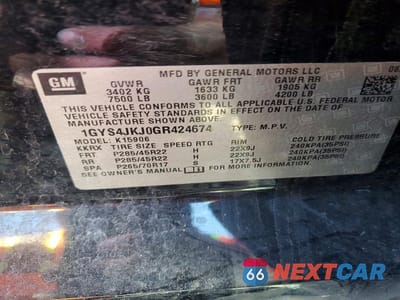 MFD BY GENERAL MOTORS LLC
GM
GVWR GAWR FRT GAWR RR
3402 KG 1633 KG 1905 KG
7500 LB 3600 LB 4200 LB
THIS VEHICLE CONFORMS TO ALL APPLICABLE U.S. FEDERAL MOTOR
VEHICLE SAFETY STANDARDS IN EFFECT ON THE DATE OF
MANUFACTURE SHOWN ABOVE.
1GYS4JKJ0GR424674 TYPE: M.P.V.
MODEL: K15906
KKRX TIRE SIZE SPEED RTG RIM COLD TIRE PRESSURE
FRT P285/45R22 H 22X9J 240KPA(35PSI)
RR P285/45R22 H 22X9J 240KPA(35PSI)
SPA P265/70R17 S 17X7.5J 240KPA(35PSI)
SEE OWNER'S MANUAL FOR MORE INFORMATION.
66 NEXTCAR